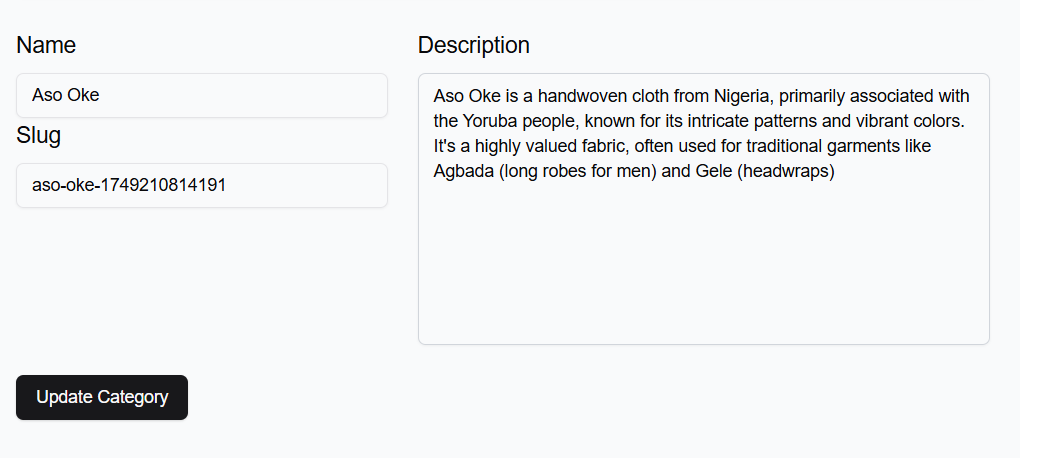 Name
Aso Oke
Slug
aso-oke-1749210814191
Description
Aso Oke is a handwoven cloth from Nigeria, primarily associated with
the Yoruba people, known for its intricate patterns and vibrant colors.
It's a highly valued fabric, often used for traditional garments like
Agbada (long robes for men) and Gele (headwraps)
Update Category